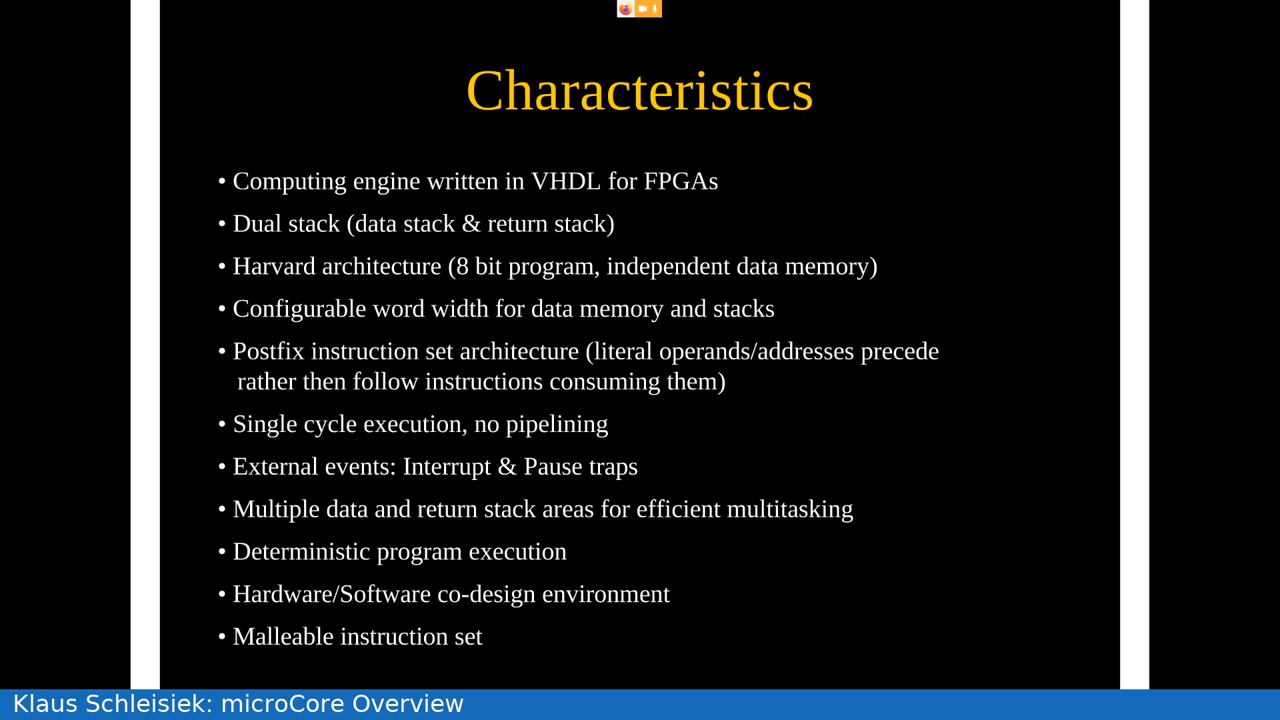 Characteristics
• Computing engine written in VHDL for FPGAs
• Dual stack (data stack & return stack)
• Harvard architecture (8 bit program, independent data memory)
• Configurable word width for data memory and stacks
• Postfix instruction set architecture (literal operands/addresses precede
rather then follow instructions consuming them)
• Single cycle execution, no pipelining
• External events: Interrupt & Pause traps
• Multiple data and return stack areas for efficient multitasking
• Deterministic program execution
• Hardware/Software co-design environment
• Malleable instruction set
Klaus Schleisiek: microCore Overview